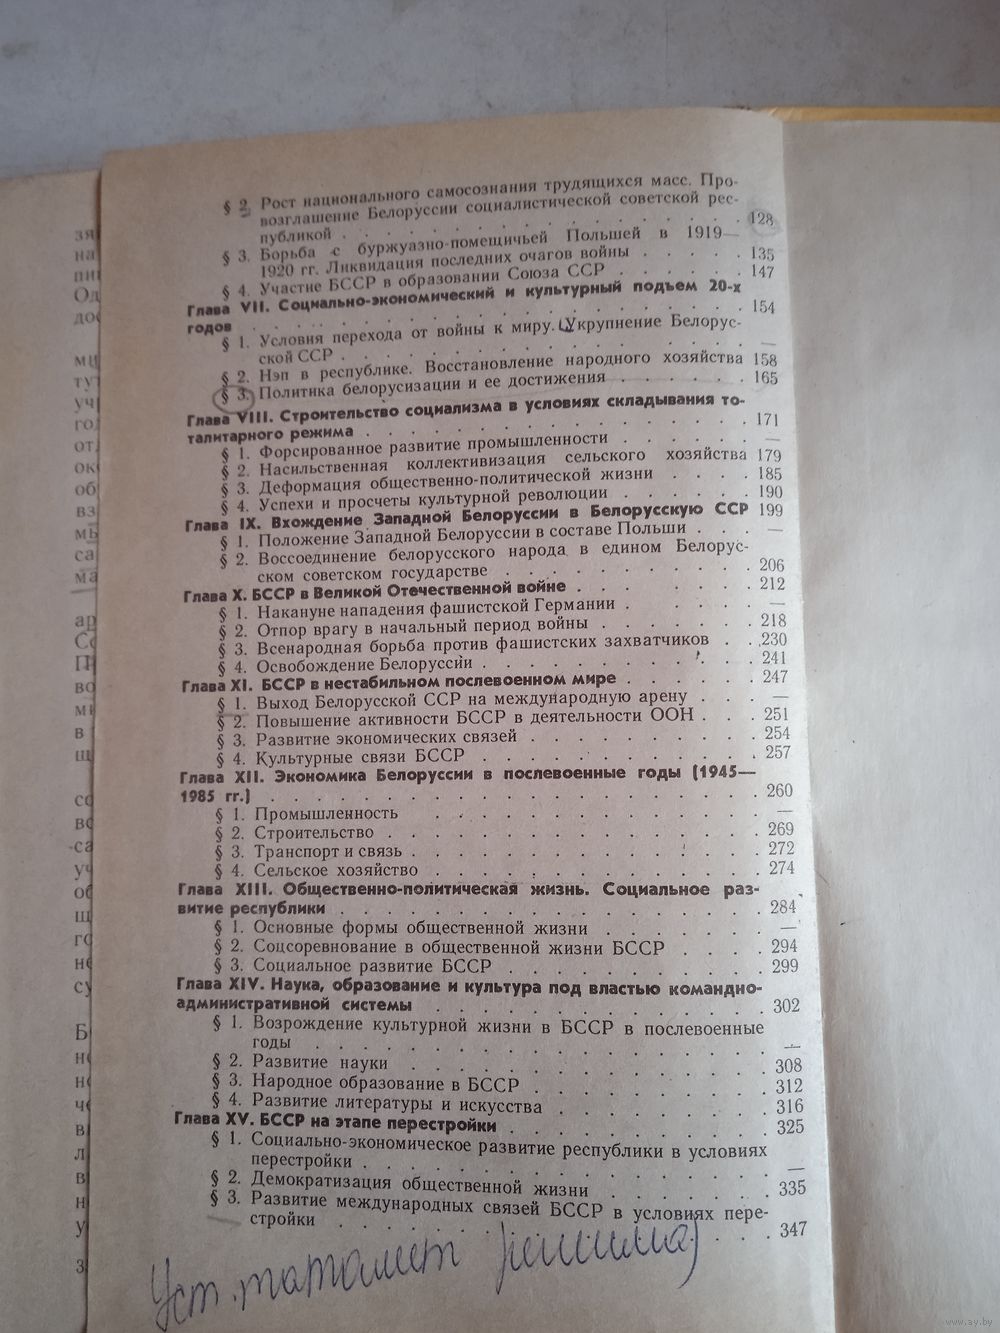 § 2. Рост национального самосознания трудящихся масс. Про-
возглашение Белоруссии социалистической советской рес-
публикой . . . . . . . . . . . . 128
§ 3. Борьба с буржуазно-помещичьей Польшей в 1919—
1920 гг. Ликвидация последних очагов войны . . . . . 135
§ 4. Участие БССР в образовании Союза ССР . . . . . . 147
Глава VII. Социально-экономический и культурный подъем 20-х
годов . . . . . . . . . . . . 154
§ 1. Условия перехода от войны к миру. Укрупнение Белорус-
ской ССР . . . . . . . . . . . . —
§ 2. Нэп в республике. Восстановление народного хозяйства 158
§ 3. Политика белорусизации и ее достижения . . . . . . 165
Глава VIII. Строительство социализма в условиях складывания то-
талитарного режима . . . . . . . . . . . . 171
§ 1. Форсированное развитие промышленности . . . . . . —
§ 2. Насильственная коллективизация сельского хозяйства 179
§ 3. Деформация общественно-политической жизни . . . . 185
§ 4. Успехи и просчеты культурной революции . . . . . . 190
Глава IX. Вхождение Западной Белоруссии в Белорусскую ССР 199
§ 1. Положение Западной Белоруссии в составе Польши . . . —
§ 2. Воссоединение белорусского народа в едином Белорус-
ском советском государстве . . . . . . . . . . 206
Глава X. БССР в Великой Отечественной войне . . . . . . 212
§ 1. Накануне нападения фашистской Германии . . . . . —
§ 2. Отпор врагу в начальный период войны . . . . . . 218
§ 3. Всенародная борьба против фашистских захватчиков . . 230
§ 4. Освобождение Белоруссии . . . . . . . . . . 241
Глава XI. БССР в нестабильном послевоенном мире . . . . . . 247
§ 1. Выход Белорусской ССР на международную арену . . . —
§ 2. Повышение активности БССР в деятельности ООН . . . 251
§ 3. Развитие экономических связей . . . . . . . . . 254
§ 4. Культурные связи БССР . . . . . . . . . . 257
Глава XII. Экономика Белоруссии в послевоенные годы (1945—
1985 гг.) . . . . . . . . . . . . 260
§ 1. Промышленность . . . . . . . . . . . . —
§ 2. Строительство . . . . . . . . . . . . 269
§ 3. Транспорт и связь . . . . . . . . . . . . 272
§ 4. Сельское хозяйство . . . . . . . . . . . . 274
Глава XIII. Общественно-политическая жизнь. Социальное раз-
витие республики . . . . . . . . . . . . 284
§ 1. Основные формы общественной жизни . . . . . . . —
§ 2. Соцсоревнование в общественной жизни БССР . . . . 294
§ 3. Социальное развитие БССР . . . . . . . . . . 299
Глава XIV. Наука, образование и культура под властью командно-
административной системы . . . . . . . . . . 302
§ 1. Возрождение культурной жизни в БССР в послевоенные
годы . . . . . . . . . . . . —
§ 2. Развитие науки . . . . . . . . . . . . 308
§ 3. Народное образование в БССР . . . . . . . . . 312
§ 4. Развитие литературы и искусства . . . . . . . . 316
Глава XV. БССР на этапе перестройки . . . . . . . . . 325
§ 1. Социально-экономическое развитие республики в условиях
перестройки . . . . . . . . . . . . —
§ 2. Демократизация общественной жизни . . . . . . . 335
§ 3. Развитие международных связей БССР в условиях пере-
стройки . . . . . . . . . . . . 347
www.ay.by